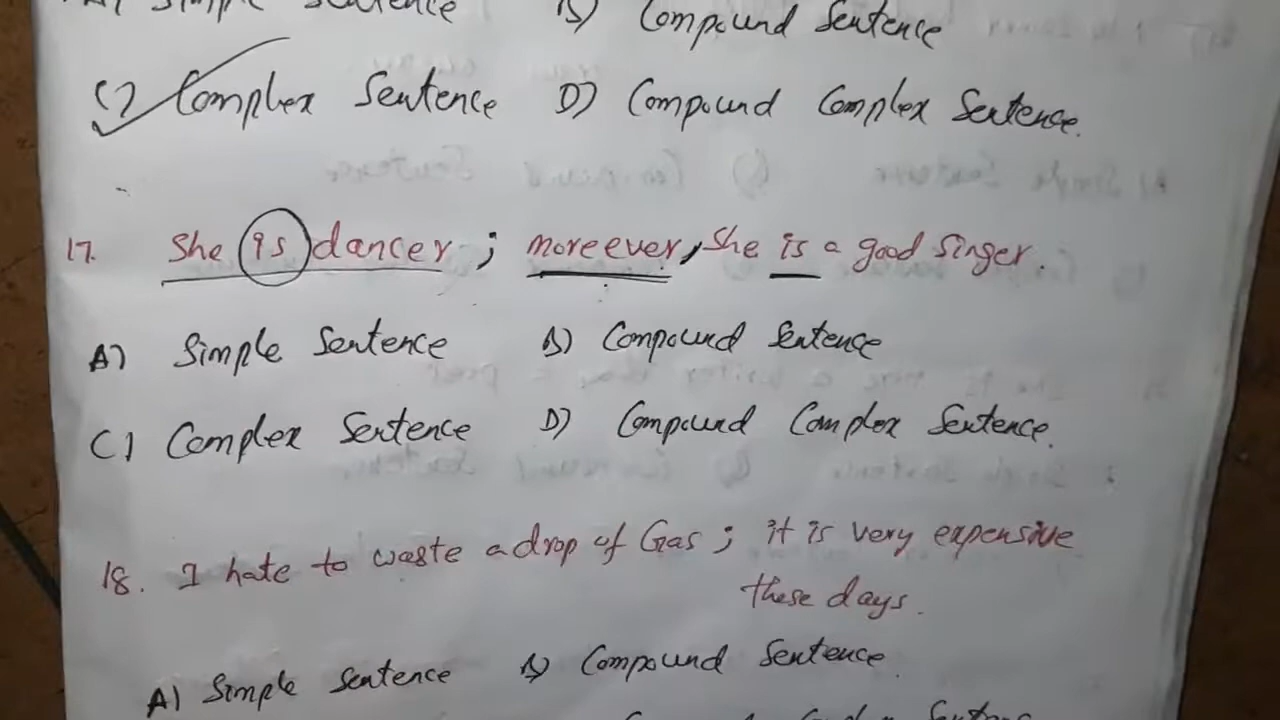 A) Simple Sentence B) Compound Sentence
C) Complex Sentence D) Compound Complex Sentence.
17. She is dancer ; moreever, She is a good Singer.
A) Simple Sentence B) Compound Sentence
C) Complex Sentence D) Compound Complex Sentence.
18. I hate to waste a drop of Gas ; it is very expensive
these days.
A) Simple Sentence B) Compound Sentence.